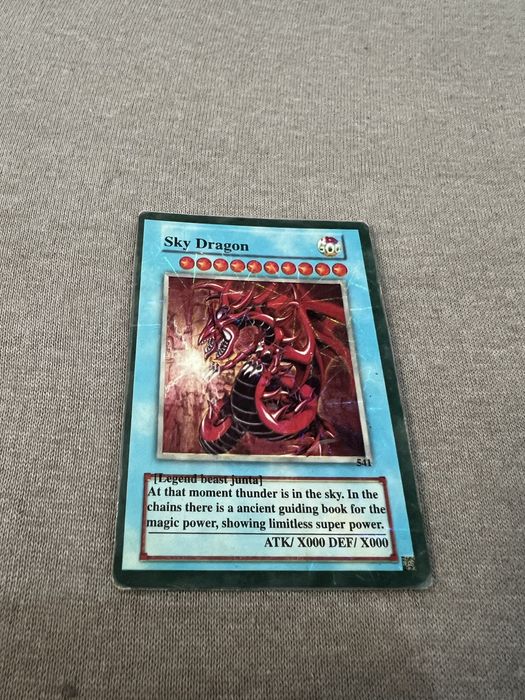 Sky Dragon
541
[Legend beast junta]
At that moment thunder is in the sky. In the
chains there is a ancient guiding book for the
magic power, showing limitless super power.
ATK/ X000 DEF/ X000